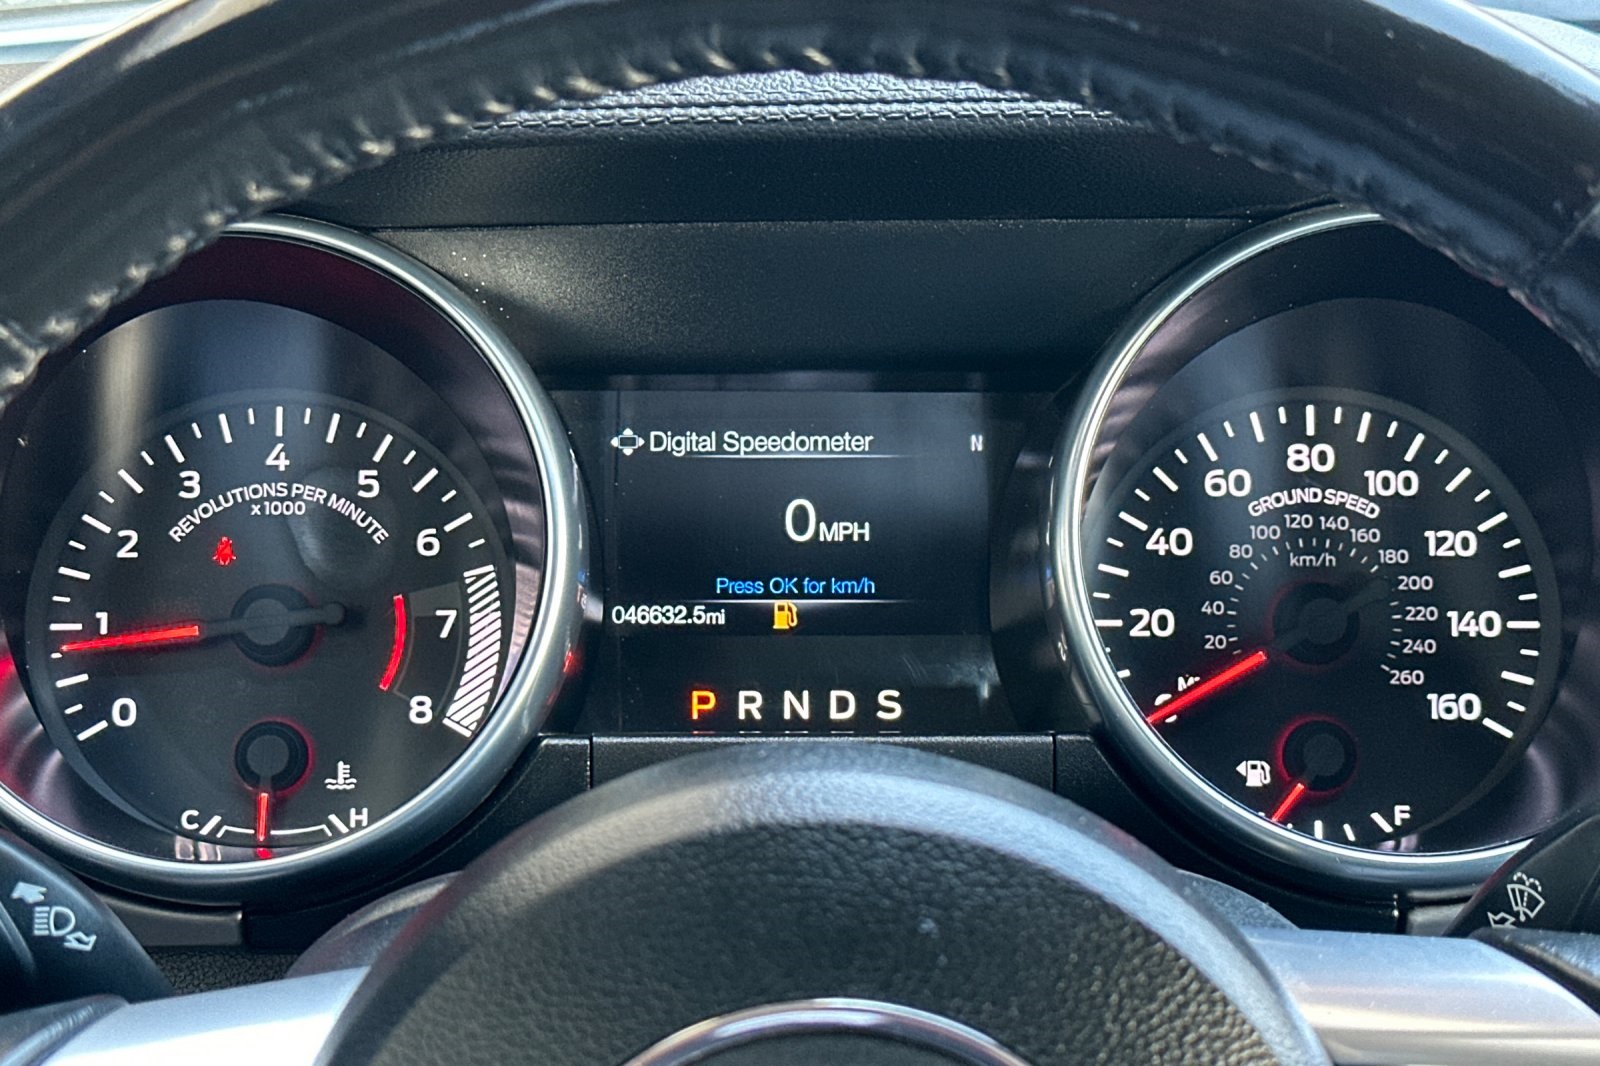 0
1
2
3
4
5
6
7
8
REVOLUTIONS PER MINUTE
x1000
C
H
Digital Speedometer
N
0 MPH
Press OK for km/h
046632.5mi
P R N D S
20
40
60
80
100
120
140
160
GROUND SPEED
20
40
60
80
100
120
140
160
180
200
220
240
260
km/h
F